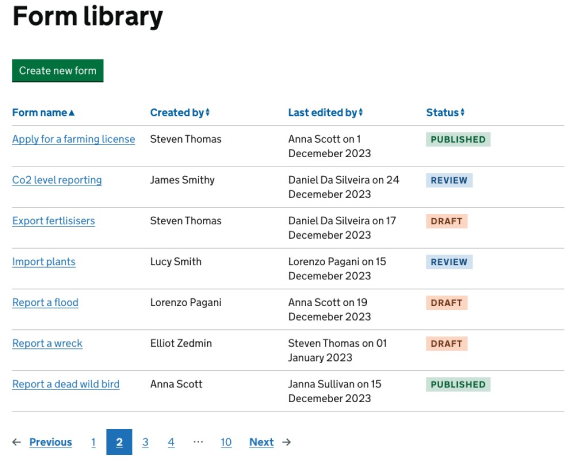 Form library
Create new form
Form name▲ Created by Last edited by Status
Apply for a farming license Steven Thomas Anna Scott on 1 PUBLISHED
Decemeber 2023
Co2 level reporting James Smithy Daniel Da Silveira on 24 REVIEW
Decemeber 2023
Export fertlisisers Steven Thomas Daniel Da Silveira on 17 DRAFT
Decemeber 2023
Import plants Lucy Smith Lorenzo Pagani on 15 REVIEW
Decemeber 2023
Report a flood Lorenzo Pagani Anna Scott on 19 DRAFT
Decemeber 2023
Report a wreck Elliot Zedmin Steven Thomas on 01 DRAFT
January 2023
Report a dead wild bird Anna Scott Janna Sullivan on 15 PUBLISHED
Decemeber 2023
← Previous 1 2 3 4 ··· 10 Next →